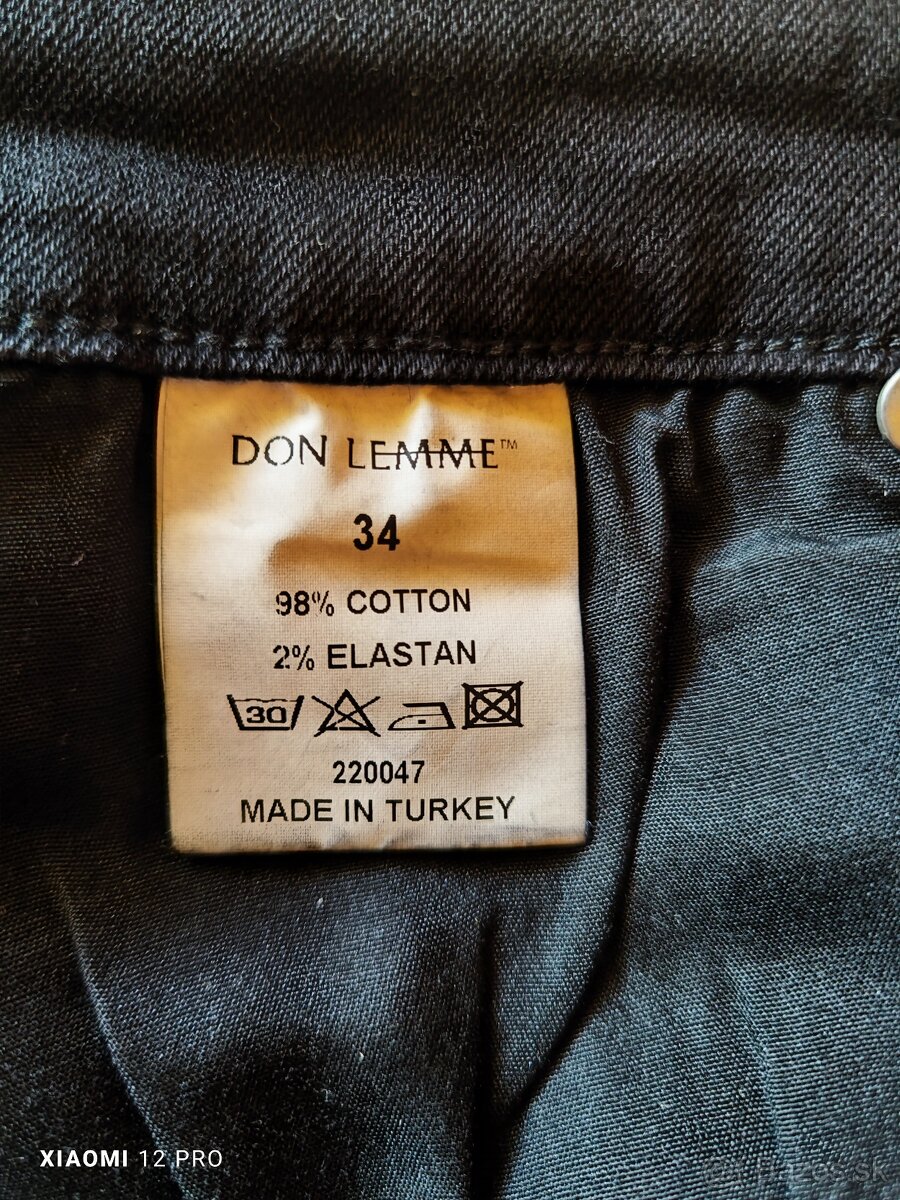 DON LEMME™
34
98% COTTON
2% ELASTAN
30
220047
MADE IN TURKEY
XIAOMI 12 PRO